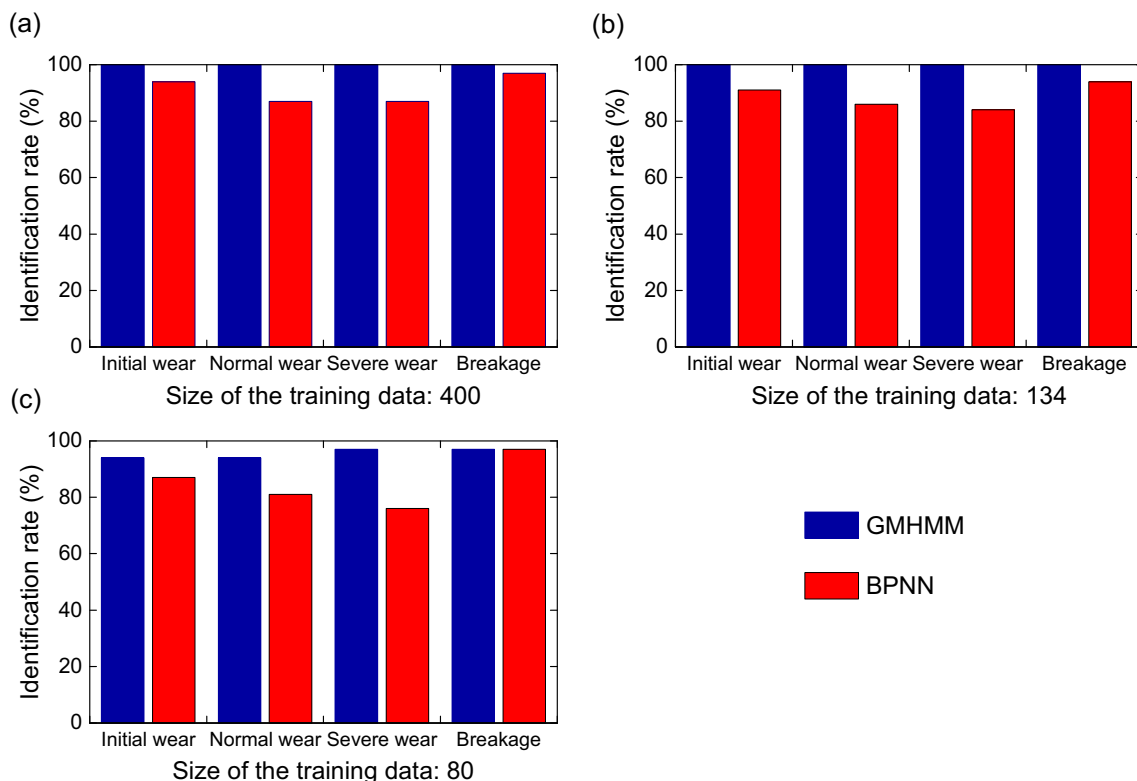 (a)
100
80
60
40
20
0
Identification rate (%)
Initial wear Normal wear Severe wear Breakage
Size of the training data: 400
(b)
100
80
60
40
20
0
Identification rate (%)
Initial wear Normal wear Severe wear Breakage
Size of the training data: 134
(c)
100
80
60
40
20
0
Identification rate (%)
Initial wear Normal wear Severe wear Breakage
Size of the training data: 80
GMHMM
BPNN